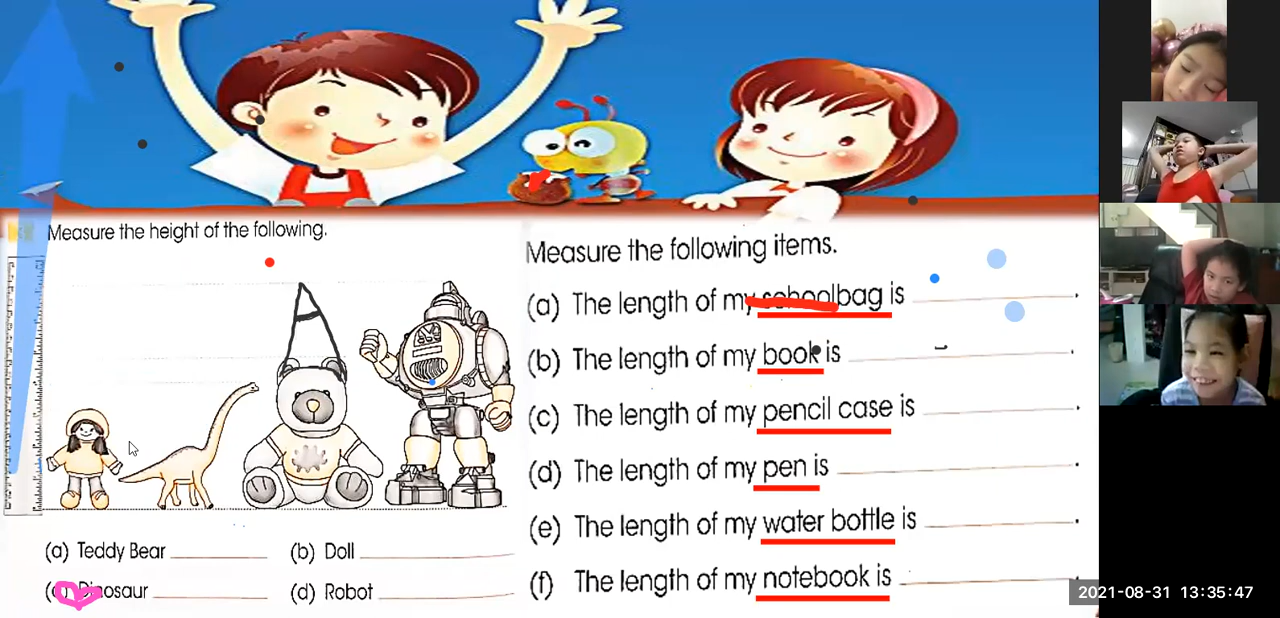 Measure the height of the following.
(a) Teddy Bear
(b) Doll
(c) Dinosaur
(d) Robot
Measure the following items.
(a) The length of my schoolbag is .
(b) The length of my book is .
(c) The length of my pencil case is .
(d) The length of my pen is .
(e) The length of my water bottle is .
(f) The length of my notebook is .
2021-08-31 13:35:47